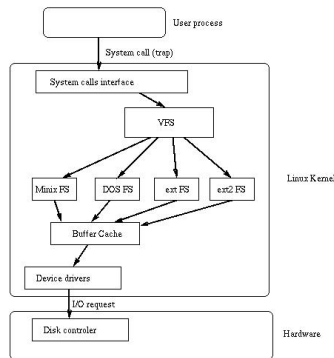 User process
System call (trap)
System calls interface
VFS
Linux Kernel
Minix FS
DOS FS
ext FS
ext2 FS
Buffer Cache
Device drivers
I/O request
Disk controler
Hardware